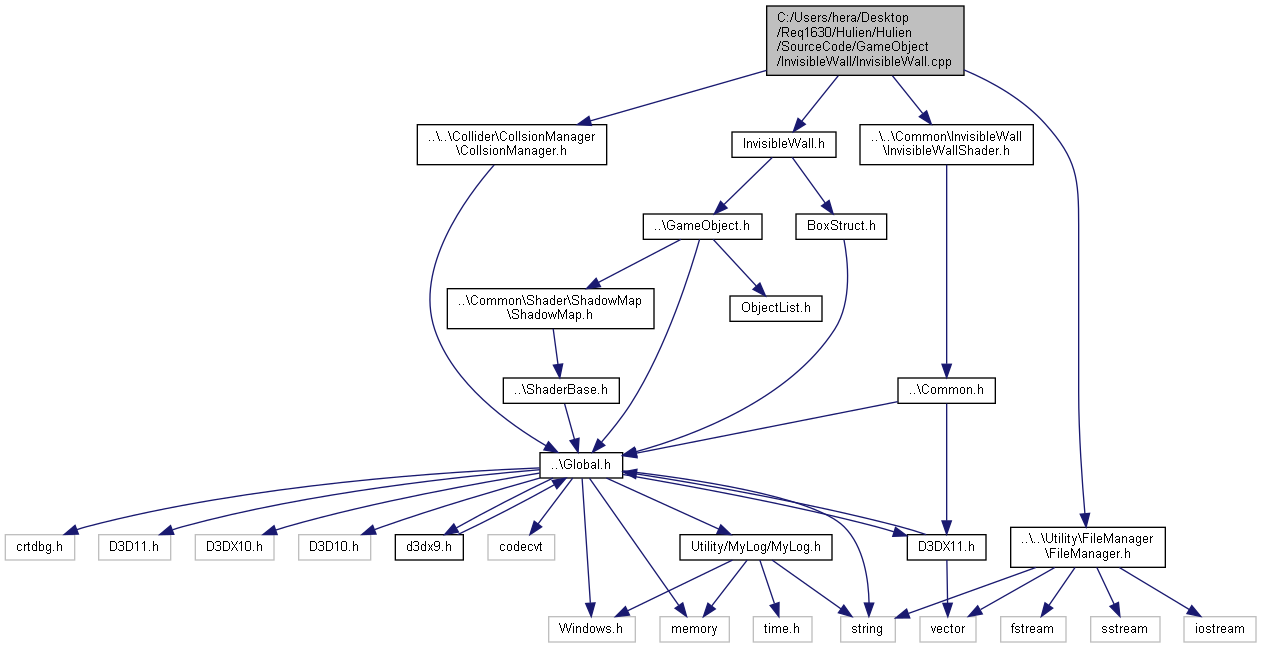 C:/Users/hera/Desktop
/Req1630/Hulien/Hulien
/SourceCode/GameObject
/InvisibleWall/InvisibleWall.cpp
..\..\Collider\CollsionManager
\CollsionManager.h
InvisibleWall.h
..\..\Common\InvisibleWall
\InvisibleWallShader.h
..\GameObject.h
BoxStruct.h
..\Common\Shader\ShadowMap
\ShadowMap.h
ObjectList.h
..\ShaderBase.h
..\Common.h
..\Global.h
crtdbg.h
D3D11.h
D3DX10.h
D3D10.h
d3dx9.h
codecvt
Utility/MyLog/MyLog.h
D3DX11.h
..\..\Utility\FileManager
\FileManager.h
Windows.h
memory
time.h
string
vector
fstream
sstream
iostream